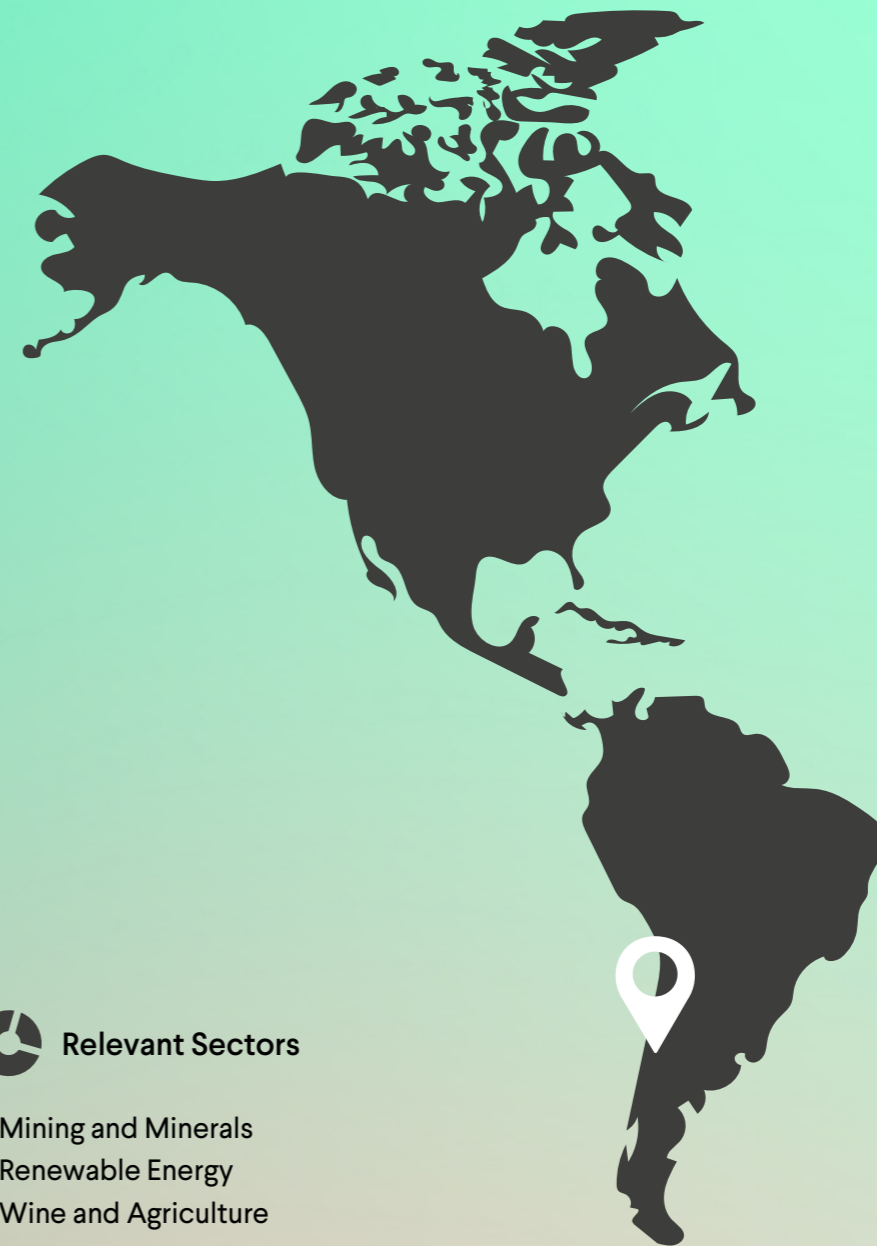 Relevant Sectors
Mining and Minerals
Renewable Energy
Wine and Agriculture